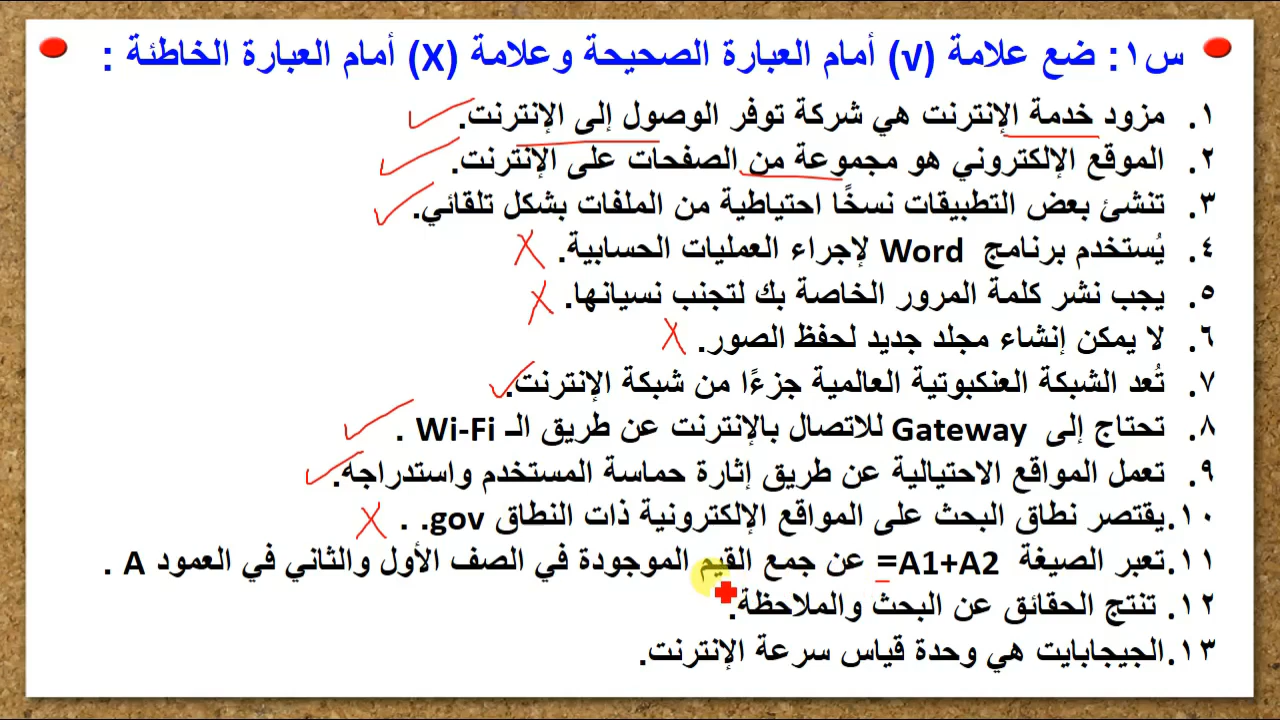 س١: ضع علامة (√) أمام العبارة الصحيحة وعلامة (X) أمام العبارة الخاطئة :
١. مزود خدمة الإنترنت هي شركة توفر الوصول إلى الإنترنت.
٢. الموقع الإلكتروني هو مجموعة من الصفحات على الإنترنت.
٣. تنشئ بعض التطبيقات نسخًا احتياطية من الملفات بشكل تلقائي.
٤. يُستخدم برنامج Word لإجراء العمليات الحسابية.
٥. يجب نشر كلمة المرور الخاصة بك لتجنب نسيانها.
٦. لا يمكن إنشاء مجلد جديد لحفظ الصور.
٧. تُعد الشبكة العنكبوتية العالمية جزءًا من شبكة الإنترنت.
٨. تحتاج إلى Gateway للاتصال بالإنترنت عن طريق الـ Wi-Fi .
٩. تعمل المواقع الاحتيالية عن طريق إثارة حماسة المستخدم واستدراجه.
١٠. يقتصر نطاق البحث على المواقع الإلكترونية ذات النطاق gov. .
١١. تعبر الصيغة =A1+A2 عن جمع القيم الموجودة في الصف الأول والثاني في العمود A .
١٢. تنتج الحقائق عن البحث والملاحظة.
١٣. الجيجابايت هي وحدة قياس سرعة الإنترنت.